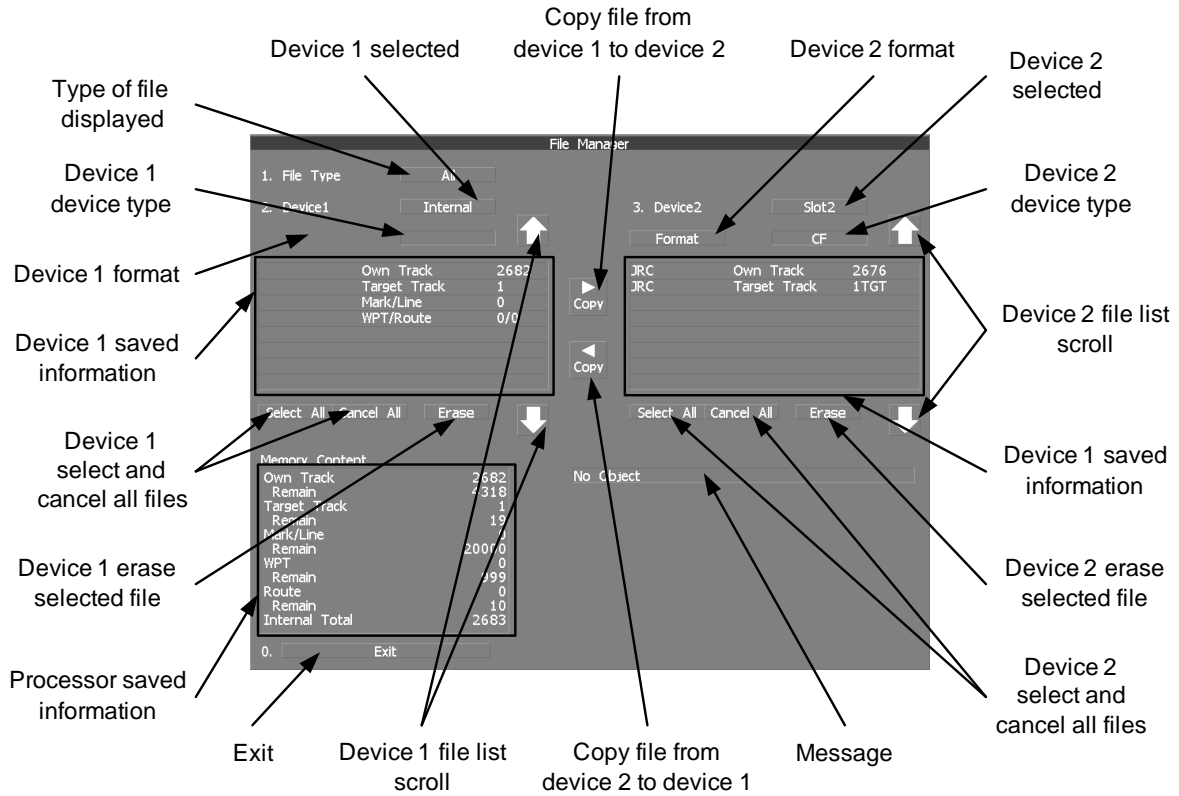 Copy file from
device 1 to device 2
Device 1 selected
Device 2 format
Device 2
selected
Type of file
displayed
File Manager
Device 1
device type
1. File Type
All
Device 2
device type
2. Device1
Internal
3. Device2
Slot2
Format
CF
Device 1 format
Own Track 2682
Target Track 1
Mark/Line 0
WPT/Route 0/0
Copy
Copy
JRC Own Track 2676
JRC Target Track 1TGT
Device 2 file list
scroll
Device 1 saved
information
Select All
Cancel All
Erase
Select All
Cancel All
Erase
Device 1
select and
cancel all files
Device 1 saved
information
Memory Content
Own Track 2682
Remain 4318
Target Track 1
Remain 19
Mark/Line 0
Remain 20000
WPT 0
Remain 999
Route 0
Remain 10
Internal Total 2683
No Object
Device 1 erase
selected file
Device 2 erase
selected file
0. Exit
Processor saved
information
Device 2
select and
cancel all files
Exit
Device 1 file list
scroll
Copy file from
device 2 to device 1
Message